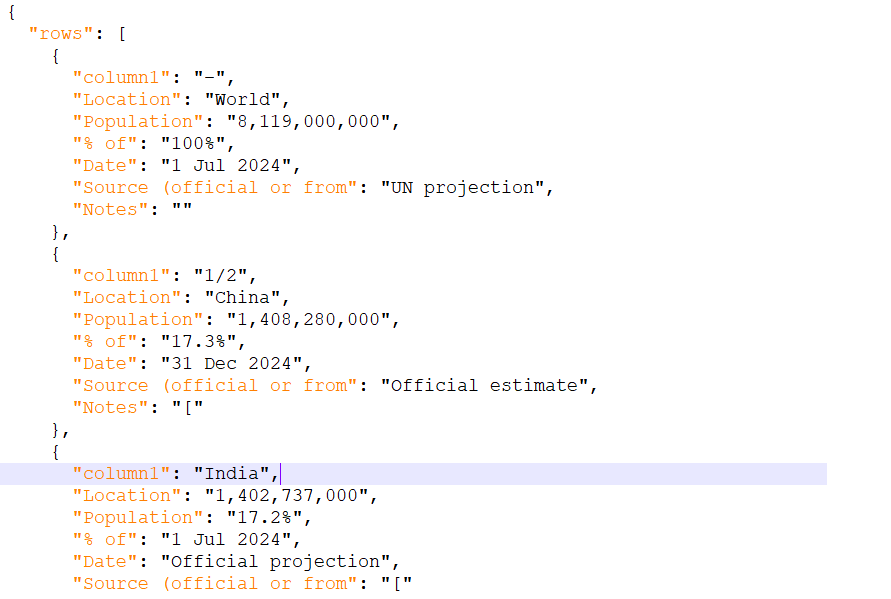 {
  "rows": [
    {
      "column1": "–",
      "Location": "World",
      "Population": "8,119,000,000",
      "% of": "100%",
      "Date": "1 Jul 2024",
      "Source (official or from": "UN projection",
      "Notes": ""
    },
    {
      "column1": "1/2",
      "Location": "China",
      "Population": "1,408,280,000",
      "% of": "17.3%",
      "Date": "31 Dec 2024",
      "Source (official or from": "Official estimate",
      "Notes": "["
    },
    {
      "column1": "India",
      "Location": "1,402,737,000",
      "Population": "17.2%",
      "% of": "1 Jul 2024",
      "Date": "Official projection",
      "Source (official or from": "["